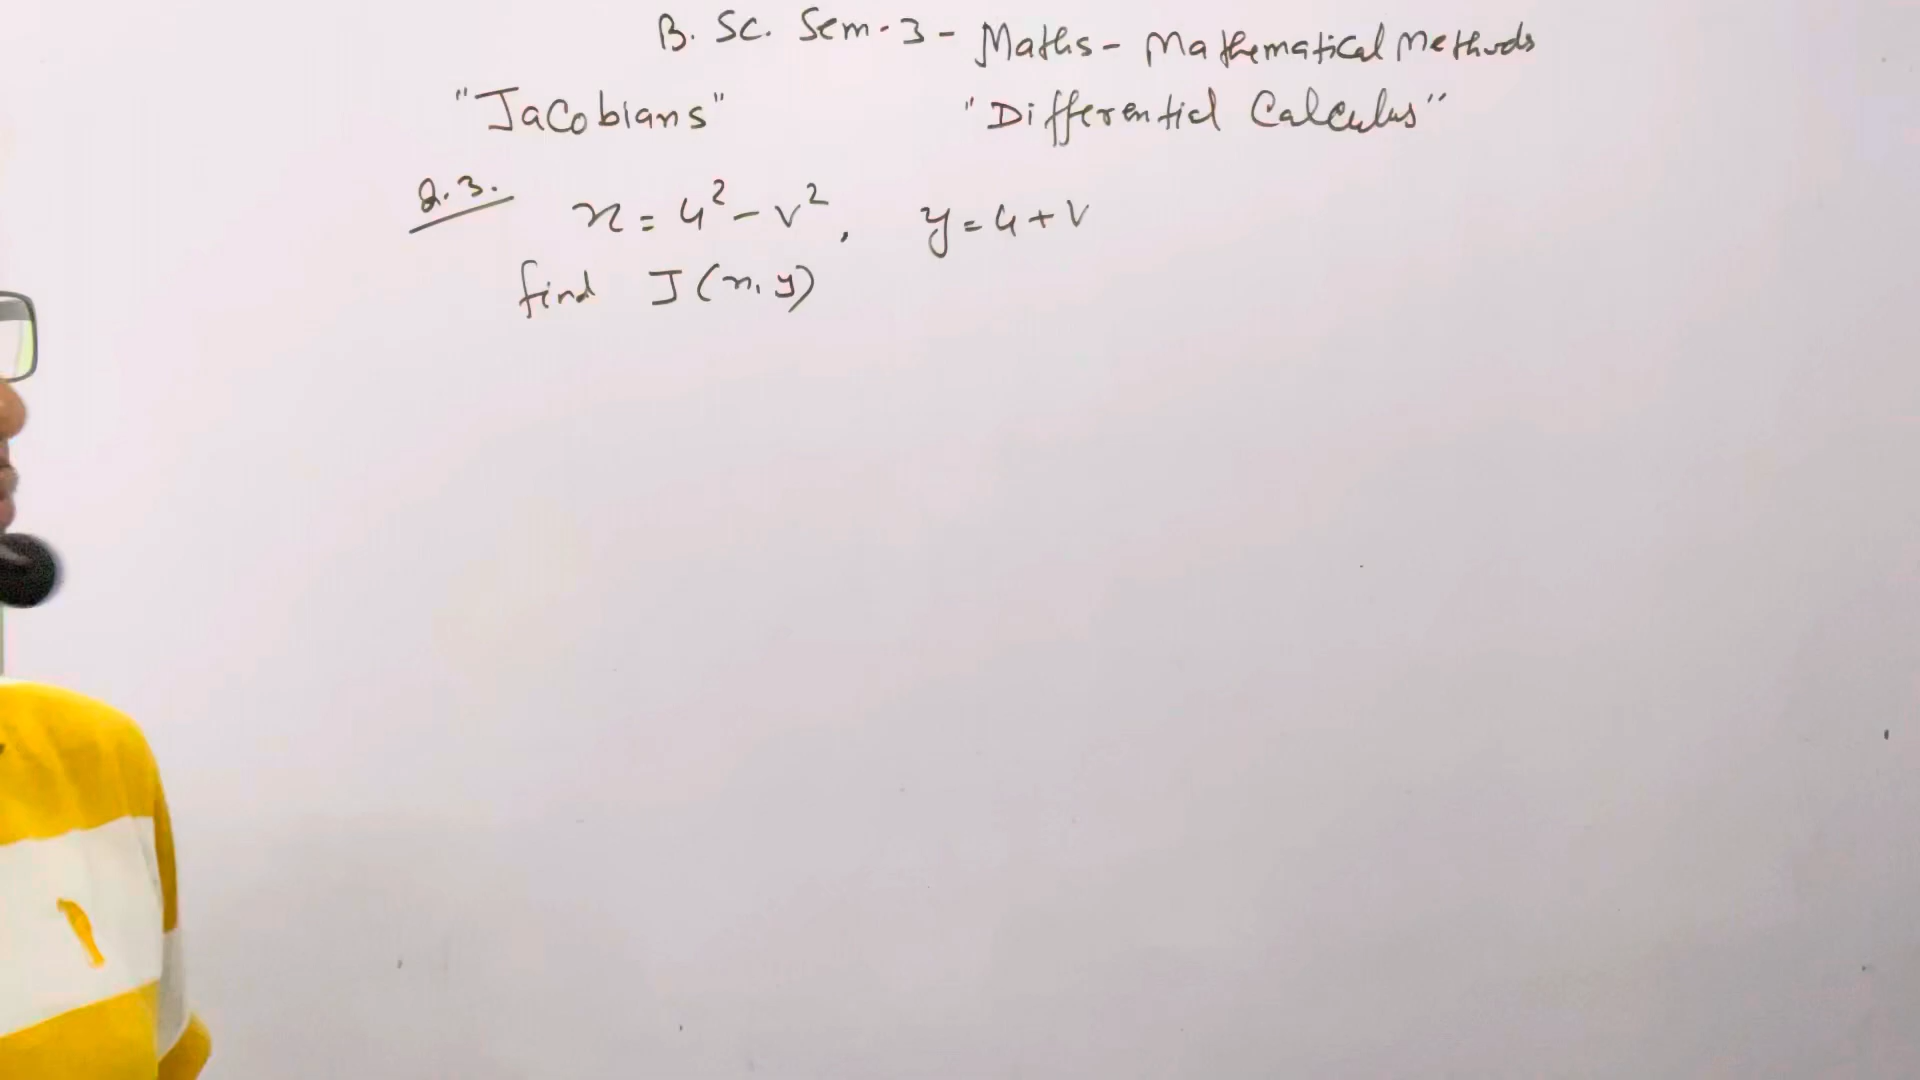 B. Sc. Sem-3 - Maths - Mathematical Methods
"Jacobians" "Differential Calculus"
Q.3. x = u² - v², y = u + v
find J(x, y)